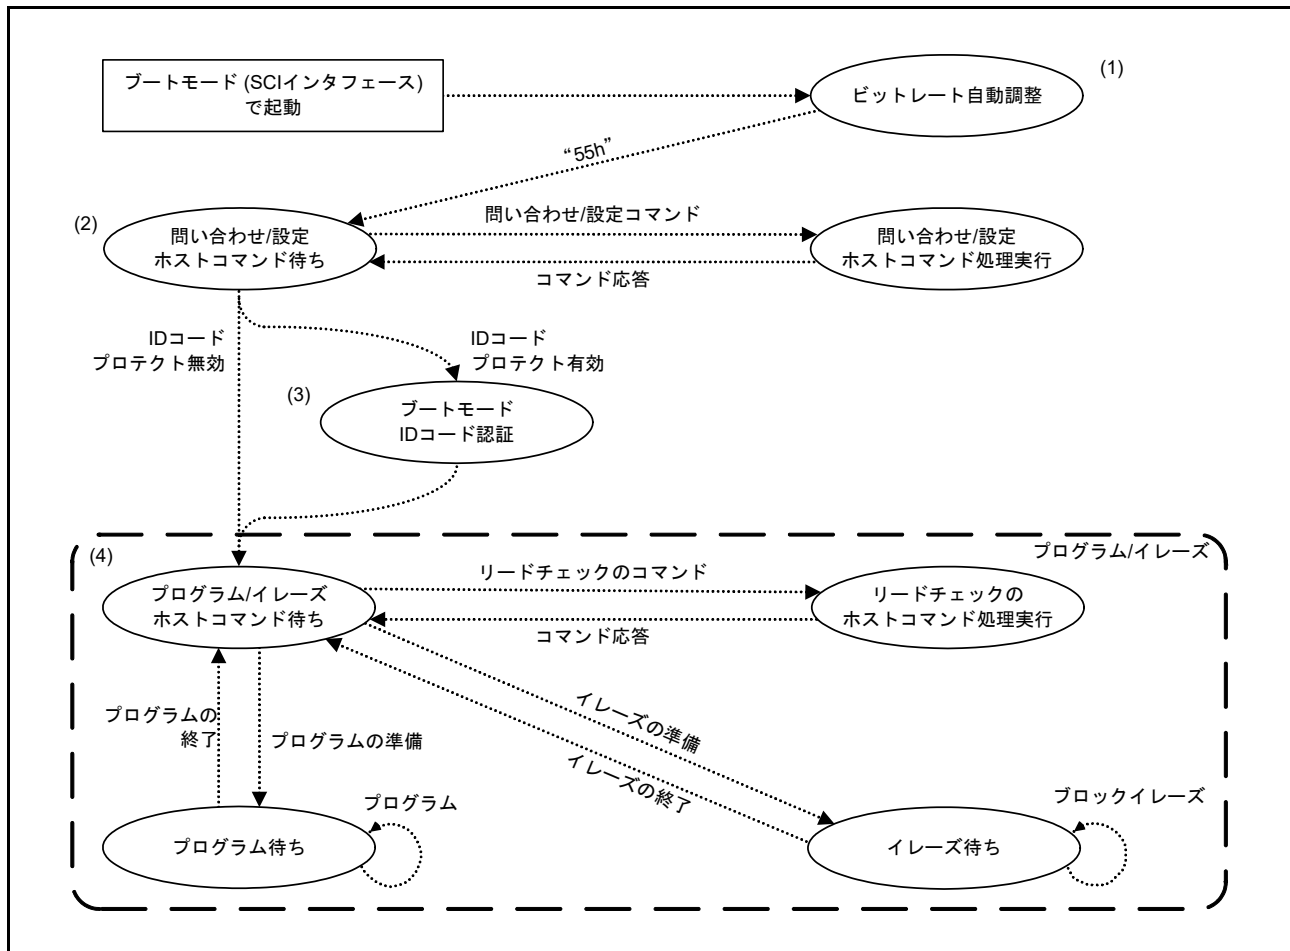 ブートモード (SCIインタフェース)
で起動
(1)
ビットレート自動調整
“55h”
(2)
問い合わせ/設定
ホストコマンド待ち
問い合わせ/設定コマンド
コマンド応答
問い合わせ/設定
ホストコマンド処理実行
IDコード
プロテクト無効
IDコード
プロテクト有効
(3)
ブートモード
IDコード認証
プログラム/イレーズ
(4)
プログラム/イレーズ
ホストコマンド待ち
リードチェックのコマンド
コマンド応答
リードチェックの
ホストコマンド処理実行
プログラムの
終了
プログラムの準備
イレーズの準備
イレーズの終了
プログラム
プログラム待ち
ブロックイレーズ
イレーズ待ち